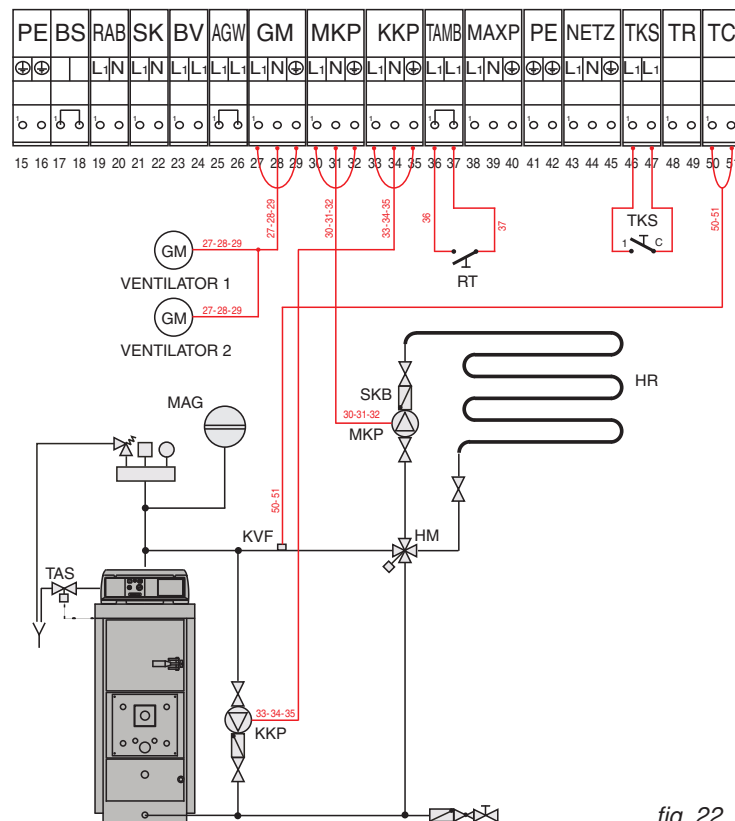 PE BS RAB SK BV AGW GM MKP KKP TAMB MAXP PE NETZ TKS TR TC
L1 N L1 N L1 L1 L1 L1 L1 N L1 N L1 N L1 L1 L1 N L1 N L1 L1
1 1 1 1 1 1 1 1 1 1 1 1 1 1 1 1
15 16 17 18 19 20 21 22 23 24 25 26 27 28 29 30 31 32 33 34 35 36 37 38 39 40 41 42 43 44 45 46 47 48 49 50 51
27-28-29
30-31-32
33-34-35
36
37
50-51
TKS
1 C
RT
GM
27-28-29
VENTILATOR 1
GM
27-28-29
VENTILATOR 2
HR
SKB
MAG
30-31-32
MKP
50-51
KVF
HM
TAS
33-34-35
KKP
fig. 22